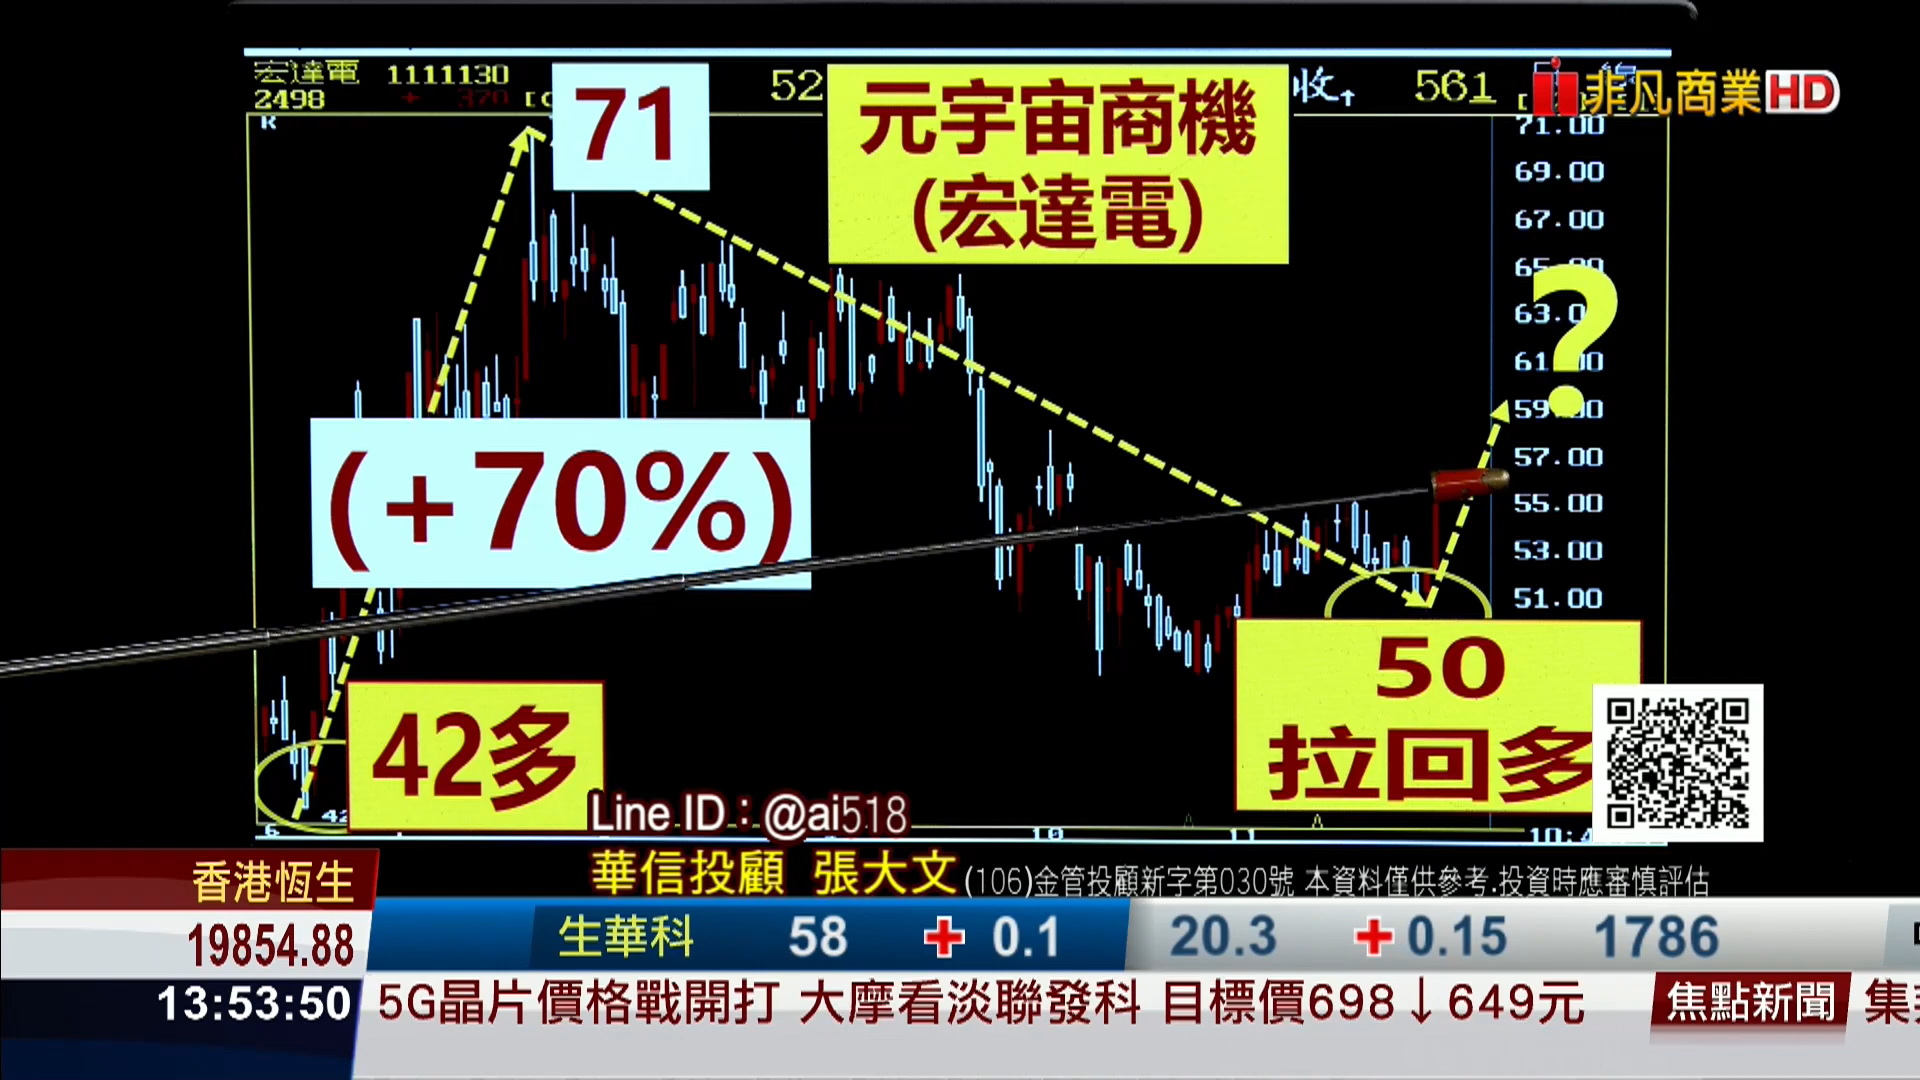 宏達電 1111130
2498
71
52
元宇宙商機
(宏達電)
收↑
561
非凡商業HD
71.00
69.00
67.00
63.0
57.00
55.00
53.00
51.00
(+70%)
42多
50
拉回多
6
10
11
Line ID：@ai518
華信投顧 張大文
(106)金管投顧新字第030號 本資料僅供參考.投資時應審慎評估
香港恆生
19854.88
13:53:50
生華科 58 + 0.1
20.3 + 0.15 1786
5G晶片價格戰開打 大摩看淡聯發科 目標價698↓649元
焦點新聞
?